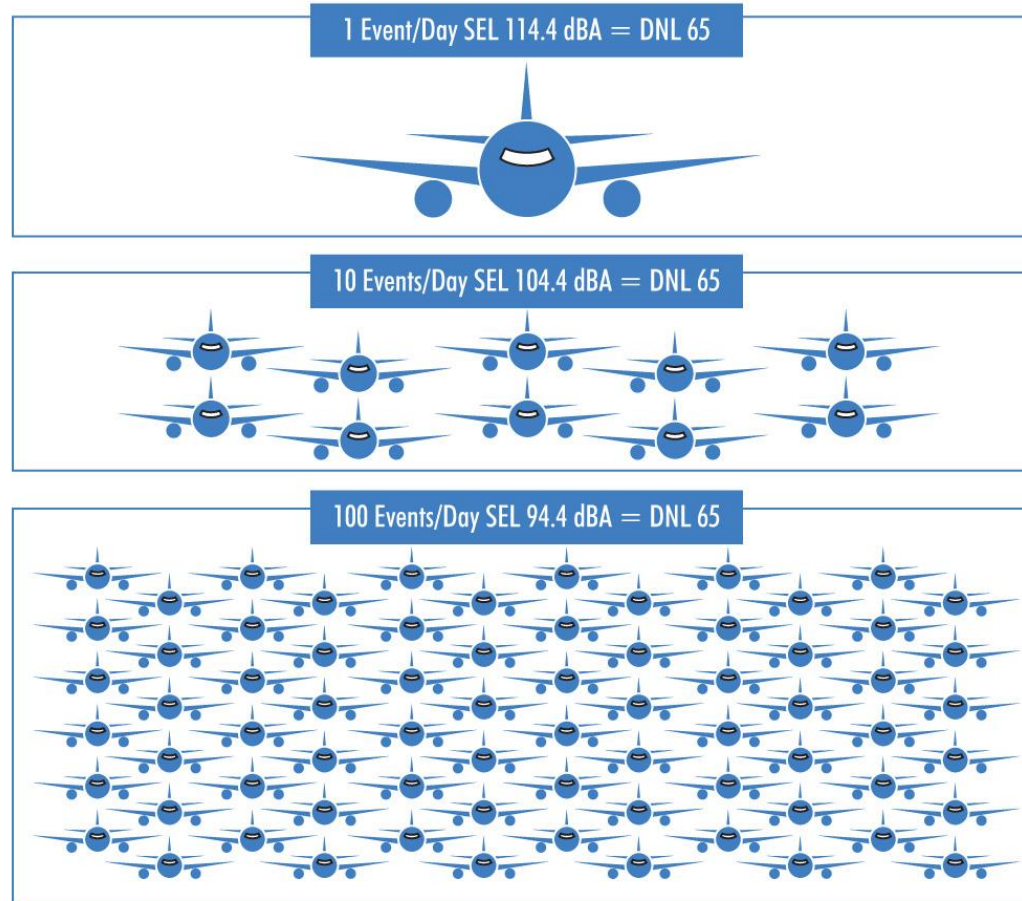 1 Event/Day SEL 114.4 dBA = DNL 65
10 Events/Day SEL 104.4 dBA = DNL 65
100 Events/Day SEL 94.4 dBA = DNL 65